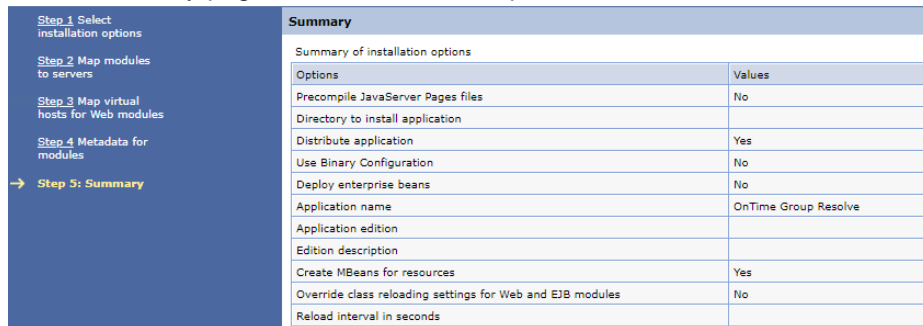 Step 1 Select
installation options
Step 2 Map modules
to servers
Step 3 Map virtual
hosts for Web modules
Step 4 Metadata for
modules
→ Step 5: Summary
Summary
Summary of installation options
Options Values
Precompile JavaServer Pages files No
Directory to install application
Distribute application Yes
Use Binary Configuration No
Deploy enterprise beans No
Application name OnTime Group Resolve
Application edition
Edition description
Create MBeans for resources Yes
Override class reloading settings for Web and EJB modules No
Reload interval in seconds